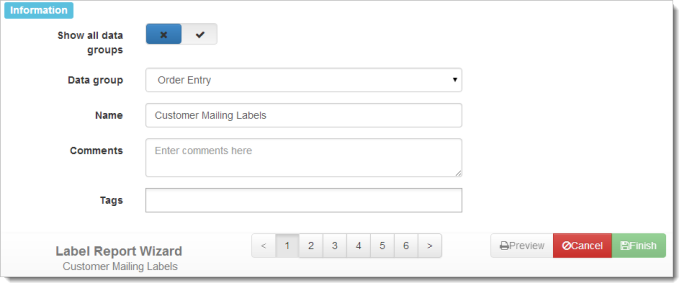 Information
Show all data
groups
Data group
Order Entry
Name
Customer Mailing Labels
Comments
Enter comments here
Tags
Label Report Wizard
Customer Mailing Labels
< 1 2 3 4 5 6 >
Preview Cancel Finish